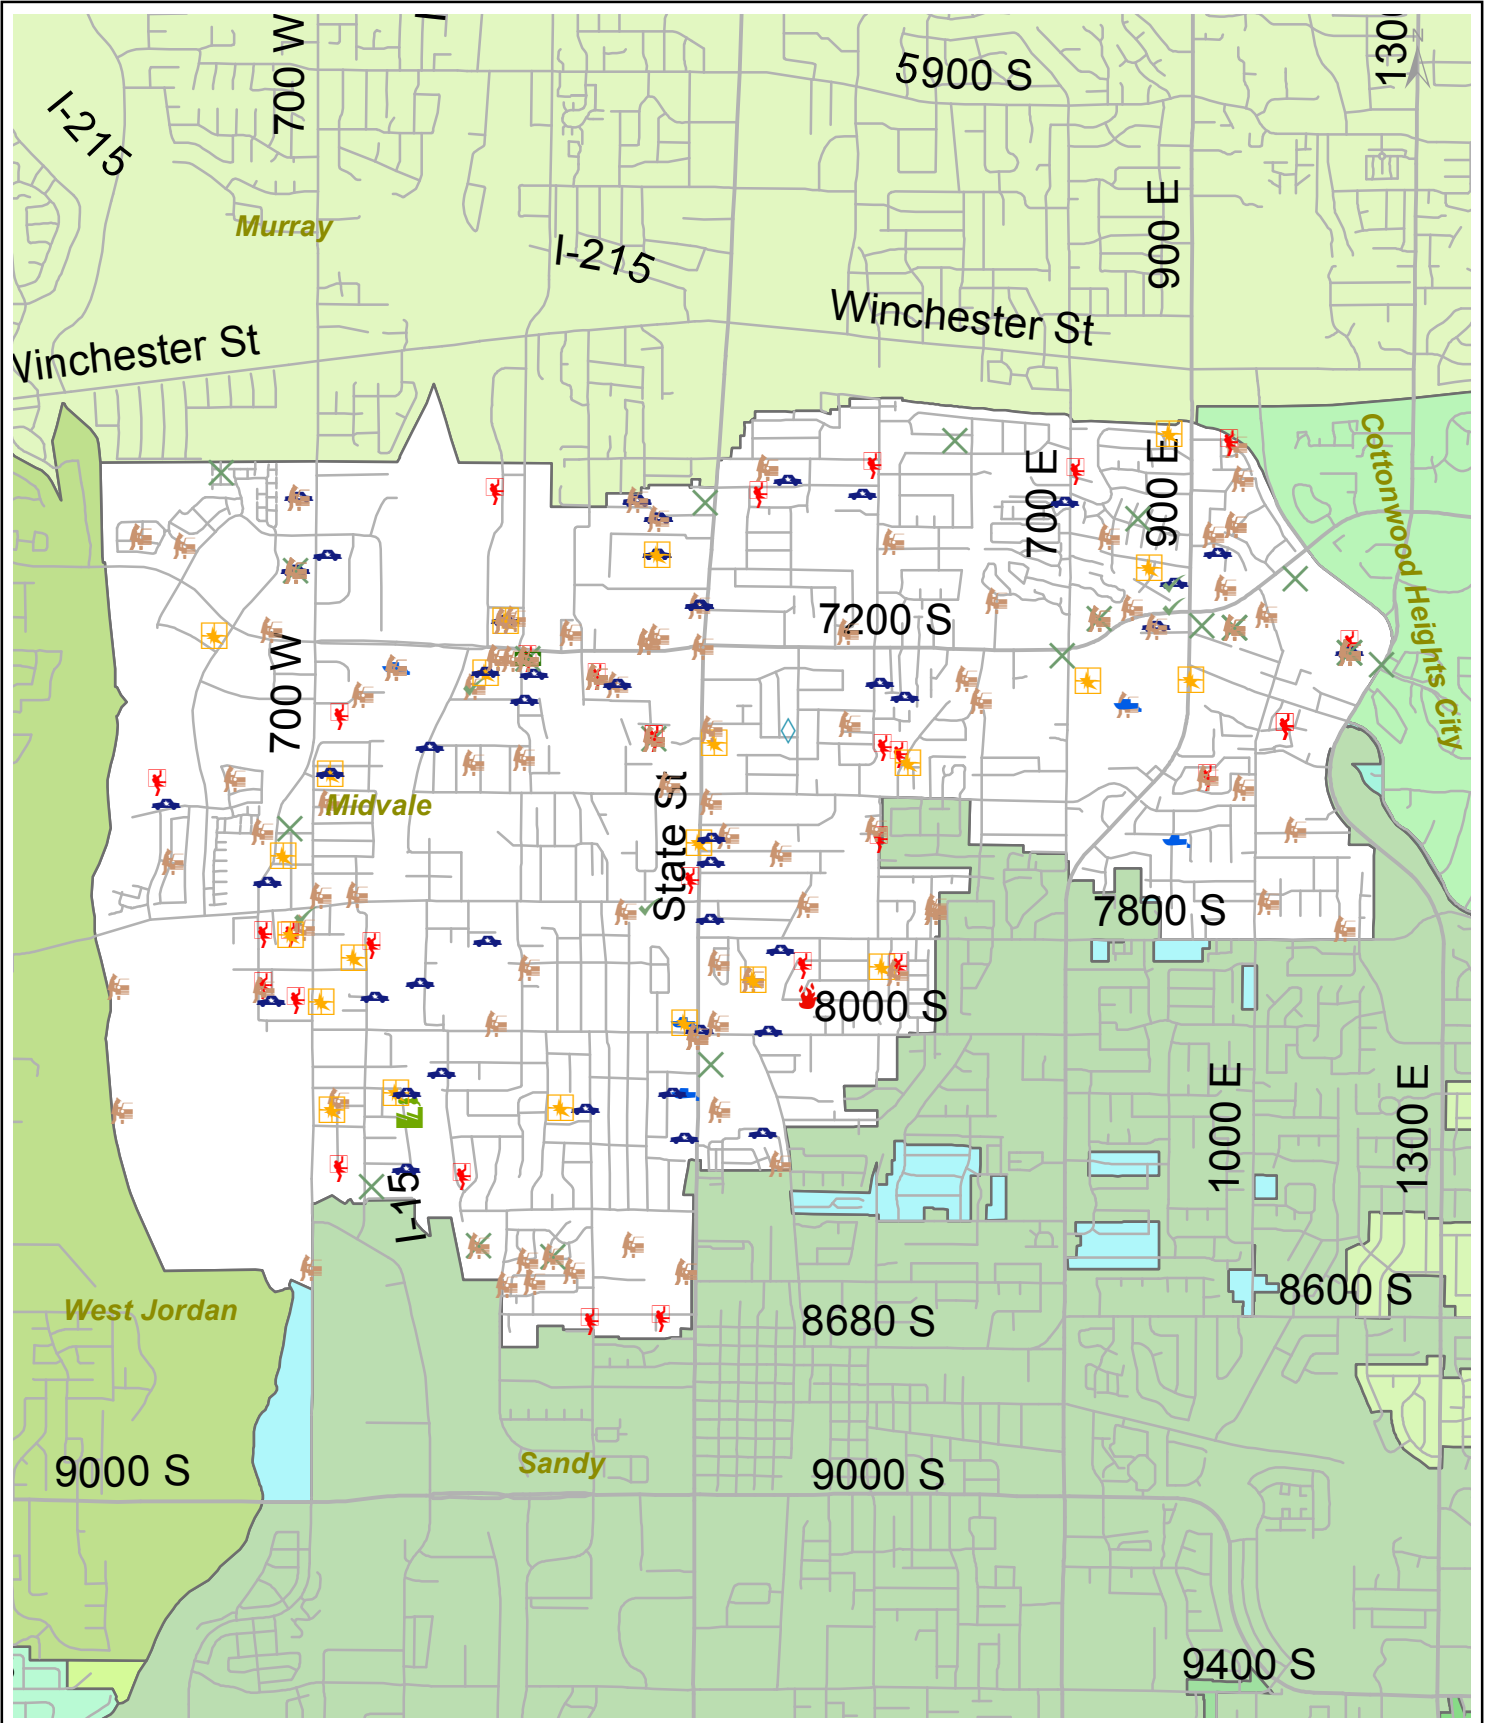 700 W
5900 S
1300
I-215
900 E
Murray
I-215
Winchester St
Winchester St
Cottonwood Heights City
700 E
900 E
7200 S
700 W
Midvale
State St
7800 S
8000 S
1000 E
1300 E
I-15
8600 S
West Jordan
8680 S
Sandy
9000 S
9000 S
9400 S